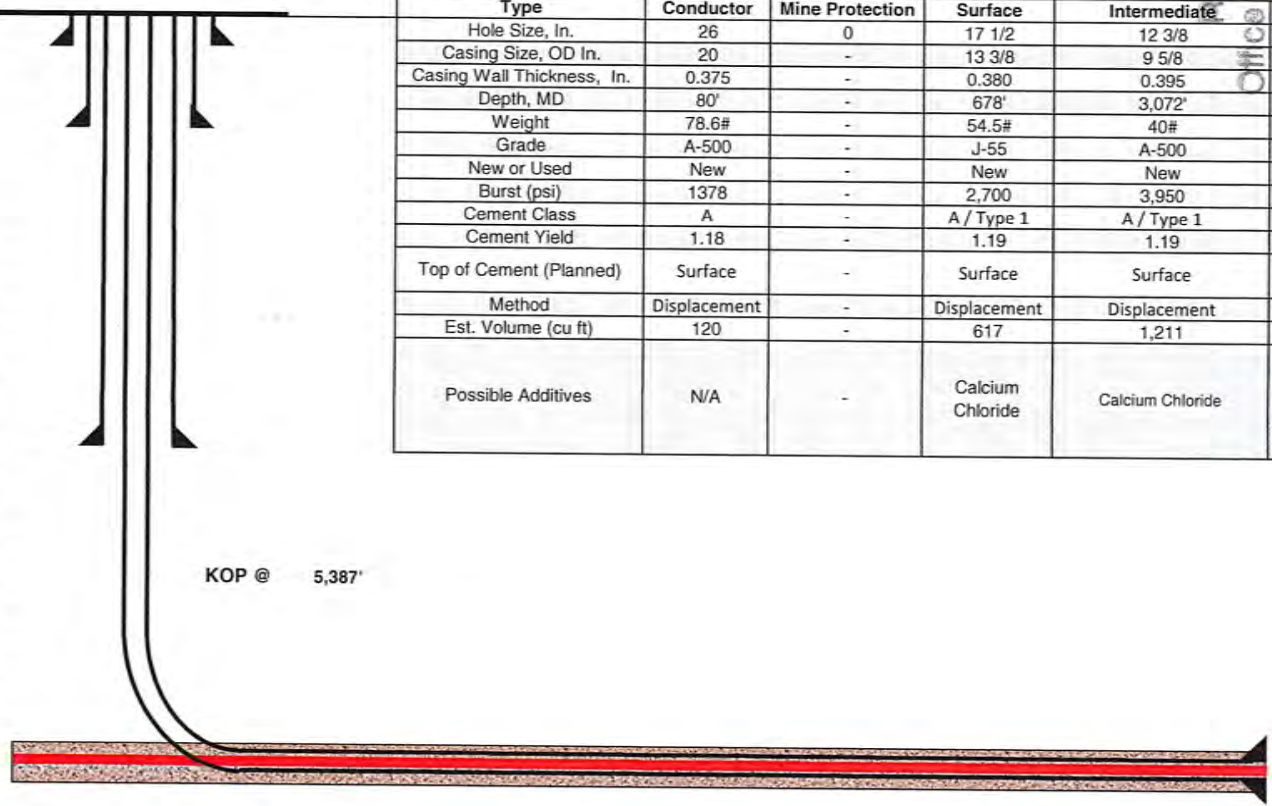 Type Conductor Mine Protection Surface Intermediate
Hole Size, In. 26 0 17 1/2 12 3/8
Casing Size, OD In. 20 - 13 3/8 9 5/8
Casing Wall Thickness, In. 0.375 - 0.380 0.395
Depth, MD 80' - 678' 3,072'
Weight 78.6# - 54.5# 40#
Grade A-500 - J-55 A-500
New or Used New - New New
Burst (psi) 1378 - 2,700 3,950
Cement Class A - A / Type 1 A / Type 1
Cement Yield 1.18 - 1.19 1.19
Top of Cement (Planned) Surface - Surface Surface
Method Displacement - Displacement Displacement
Est. Volume (cu ft) 120 - 617 1,211
Possible Additives N/A - Calcium Chloride Calcium Chloride
Office
KOP @ 5,387'